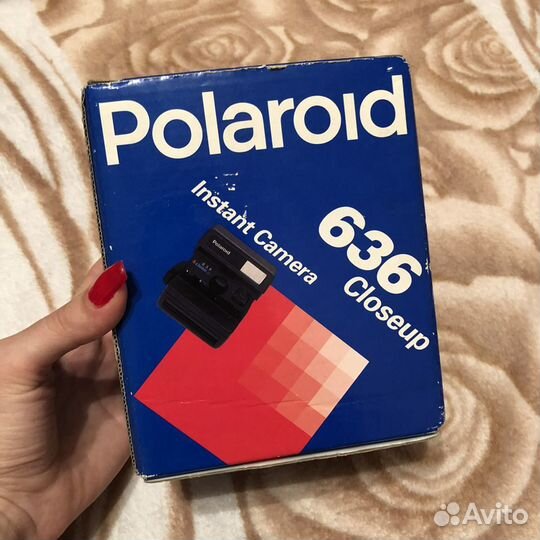 Polaroid
Instant Camera
636
Closeup
Polaroid
Avito